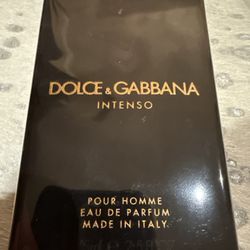 DOLCE & GABBANA
INTENSO
POUR HOMME
EAU DE PARFUM
MADE IN ITALY